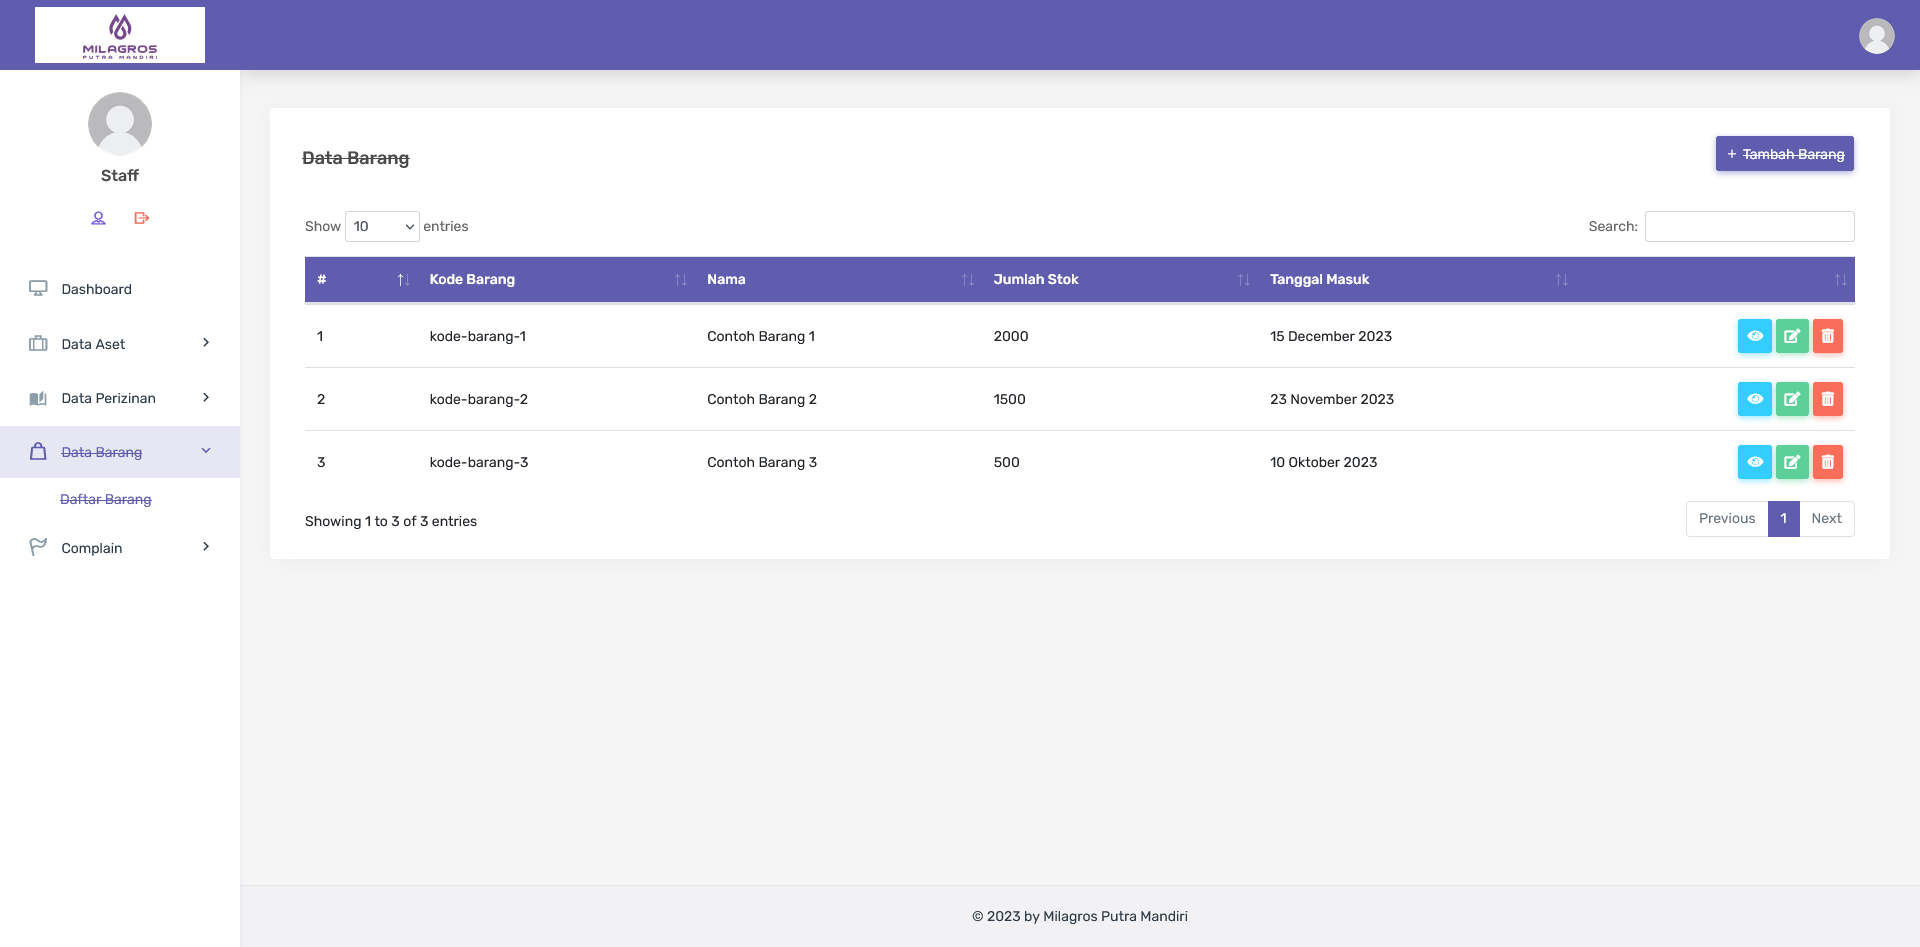 MILAGROS
PUTRA MANDIRI
Staff
Dashboard
Data Aset
Data Perizinan
Data Barang
Daftar Barang
Complain
Data Barang
+ Tambah Barang
Show 10 entries
Search:
# Kode Barang Nama Jumlah Stok Tanggal Masuk
1 kode-barang-1 Contoh Barang 1 2000 15 December 2023
2 kode-barang-2 Contoh Barang 2 1500 23 November 2023
3 kode-barang-3 Contoh Barang 3 500 10 Oktober 2023
Showing 1 to 3 of 3 entries
Previous 1 Next
© 2023 by Milagros Putra Mandiri